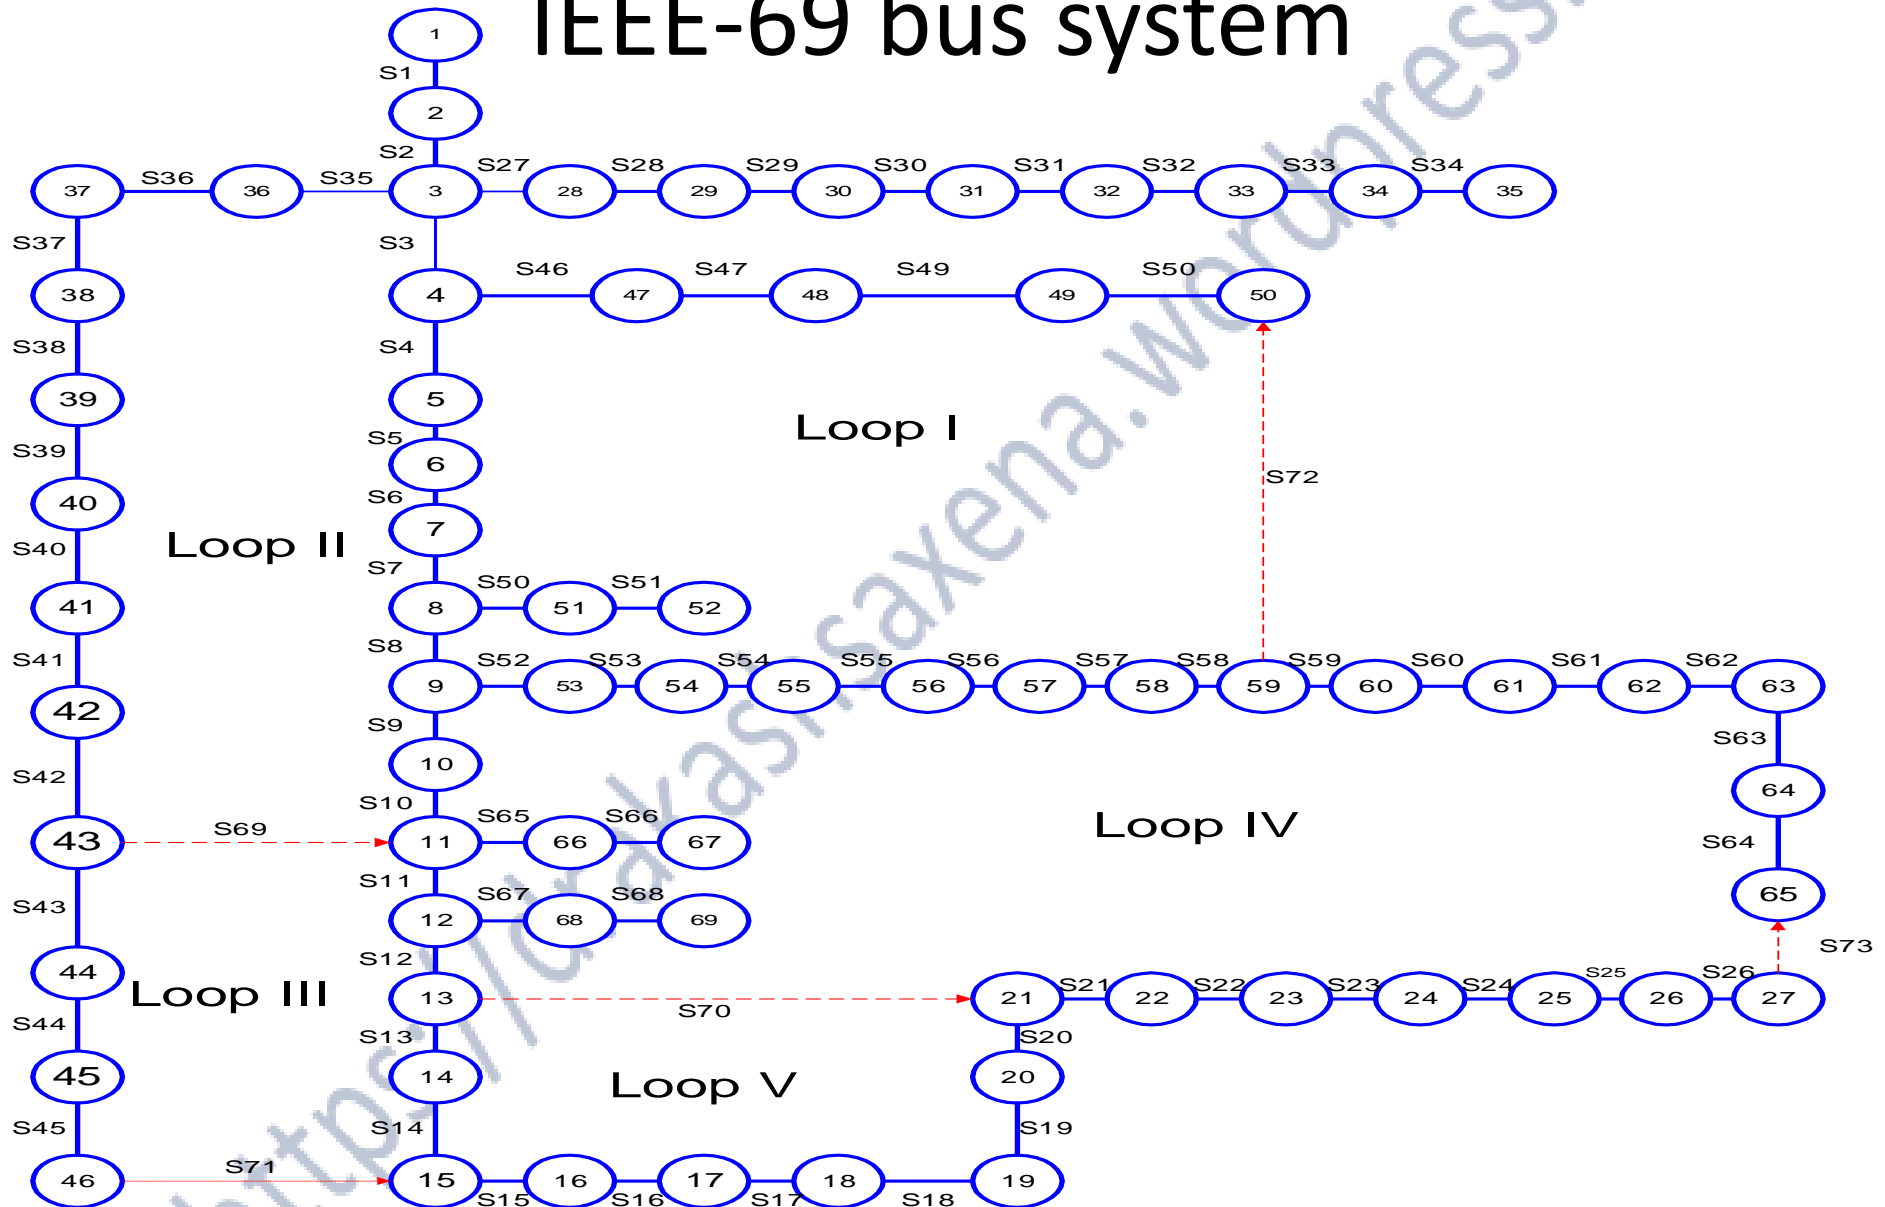 IEEE-69 bus system
1
S1
2
S2 S27 S28 S29 S30 S31 S32 S33 S34
37 S36 36 S35 3 28 29 30 31 32 33 34 35
S37 S3
S46 S47 S49 S50
38 4 47 48 49 50
S38 S4
39 5
Loop I
S39 S5
6
S72
40 S6
7
Loop II
S40
S7
S50 S51
41 8 51 52
S41 S8 S52 S53 S54 S55 S56 S57 S58 S59 S60 S61 S62
9 53 54 55 56 57 58 59 60 61 62 63
42
S9 S63
10
S42 64
S10 S65 S66
S69
Loop IV
43 11 66 67
S64
S11
S67 S68
65
S43 12 68 69
S73
S12
44 S21 S22 S23 S24 S25 S26
Loop III 13 21 22 23 24 25 26 27
S70
S44 S13 S20
45 14 20
Loop V
S45 S14 S19
S71
46 15 16 17 18 19
S15 S16 S17 S18
https://drakashsaxena.wordpress.